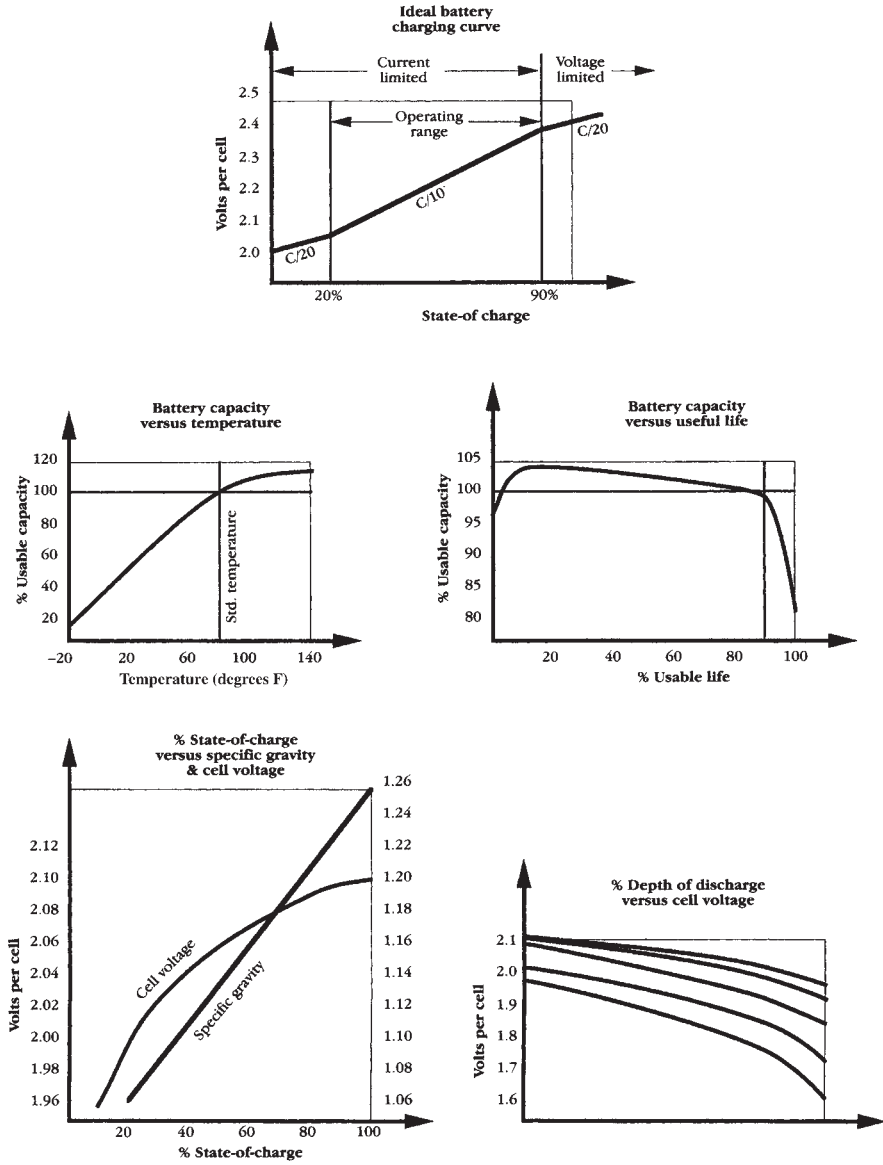 Ideal battery
charging curve
Current
limited
Voltage
limited
Operating
range
2.5
2.4
2.3
2.2
2.1
2.0
Volts per cell
C/20
C/10
C/20
20%
90%
State-of charge
Battery capacity
versus temperature
120
100
80
60
40
20
% Usable capacity
Std. temperature
–20
20
60
100
140
Temperature (degrees F)
Battery capacity
versus useful life
105
100
95
90
85
80
% Usable capacity
20
40
60
80
100
% Usable life
% State-of-charge
versus specific gravity
& cell voltage
2.12
2.10
2.08
2.06
2.04
2.02
2.00
1.98
1.96
Volts per cell
Cell voltage
Specific gravity
1.26
1.24
1.22
1.20
1.18
1.16
1.14
1.12
1.10
1.08
1.06
20
40
60
80
100
% State-of-charge
% Depth of discharge
versus cell voltage
2.1
2.0
1.9
1.8
1.7
1.6
Volts per cell